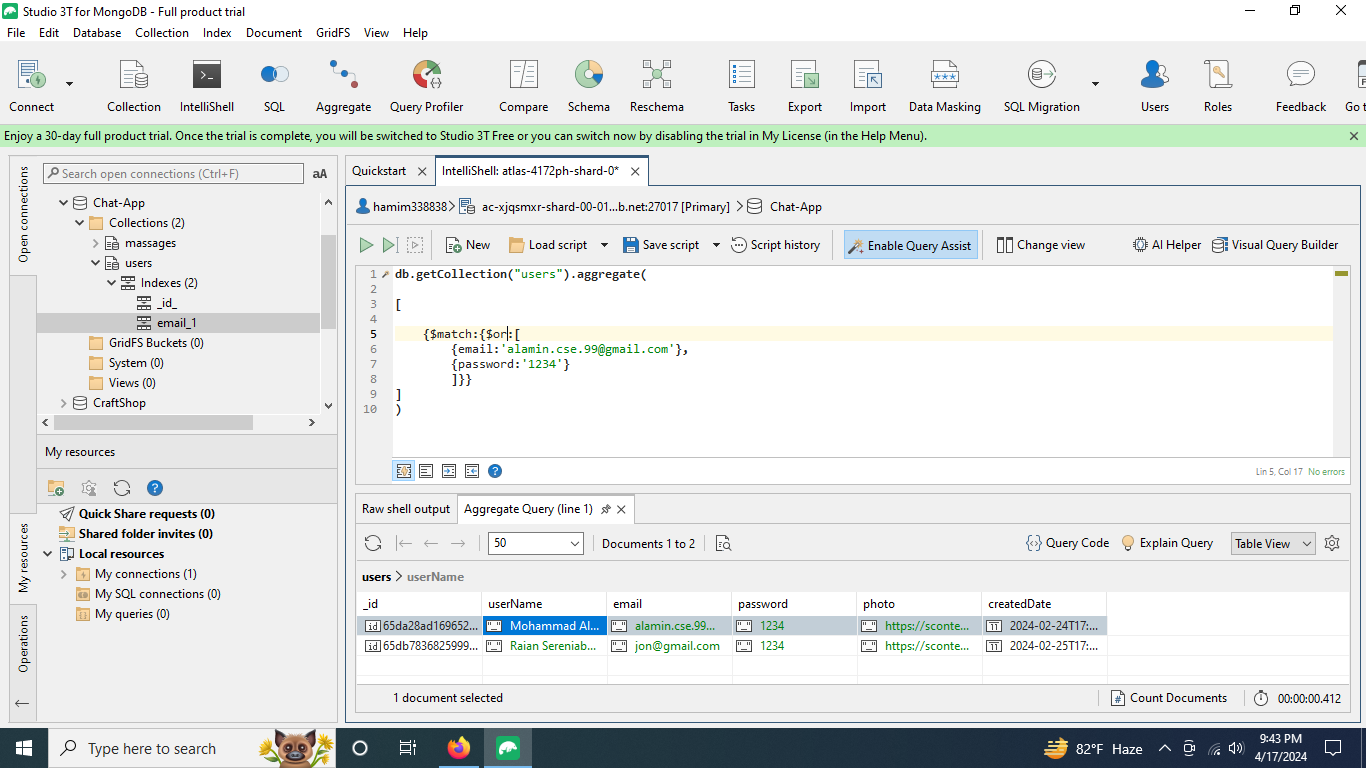 Studio 3T for MongoDB - Full product trial
File Edit Database Collection Index Document GridFS View Help
Connect Collection IntelliShell SQL Aggregate Query Profiler Compare Schema Reschema Tasks Export Import Data Masking SQL Migration Users Roles Feedback Go t
Enjoy a 30-day full product trial. Once the trial is complete, you will be switched to Studio 3T Free or you can switch now by disabling the trial in My License (in the Help Menu).
Open connections
Search open connections (Ctrl+F) aA
Chat-App
Collections (2)
massages
users
Indexes (2)
_id_
email_1
GridFS Buckets (0)
System (0)
Views (0)
CraftShop
My resources
My resources
Quick Share requests (0)
Shared folder invites (0)
Local resources
My connections (1)
My SQL connections (0)
My queries (0)
Operations
Quickstart IntelliShell: atlas-4172ph-shard-0*
hamim338838 ac-xjqsmxr-shard-00-01...b.net:27017 [Primary] Chat-App
New Load script Save script Script history Enable Query Assist Change view AI Helper Visual Query Builder
1 db.getCollection("users").aggregate(
2
3 [
4
5 {$match:{$or:[
6 {email:'alamin.cse.99@gmail.com'},
7 {password:'1234'}
8 ]}}
9 ]
10 )
Lin 5, Col 17 No errors
Raw shell output Aggregate Query (line 1)
50 Documents 1 to 2 Query Code Explain Query Table View
users > userName
_id userName email password photo createdDate
id 65da28ad169652... Mohammad Al... alamin.cse.99... 1234 https://sconte... 2024-02-24T17:...
id 65db7836825999... Raian Sereniab... jon@gmail.com 1234 https://sconte... 2024-02-25T17:...
1 document selected Count Documents 00:00:00.412
Type here to search 82°F Haze 9:43 PM
4/17/2024